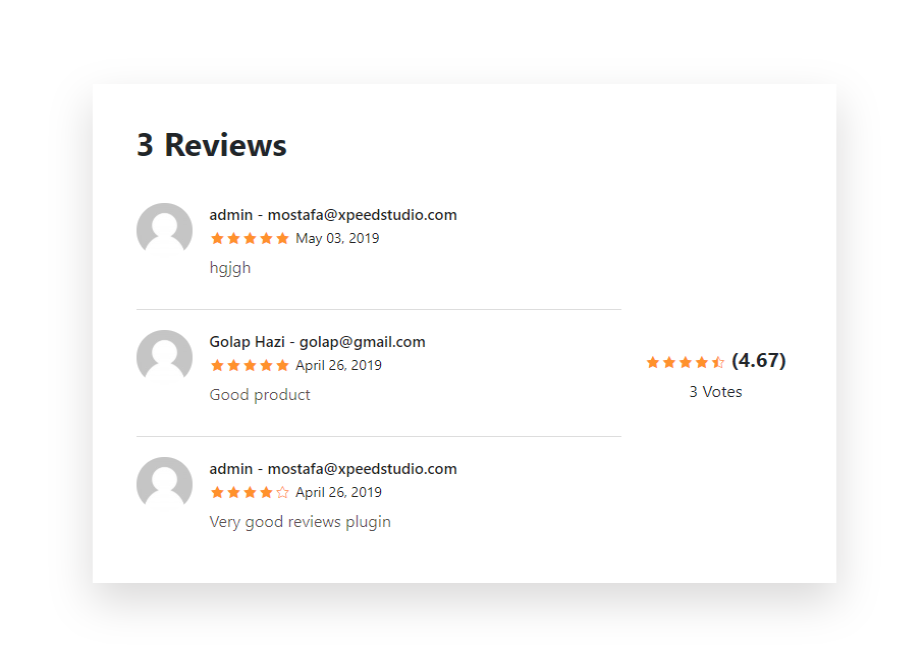 3 Reviews
admin - mostafa@xpeedstudio.com
May 03, 2019
hgjgh
Golap Hazi - golap@gmail.com
April 26, 2019
Good product
admin - mostafa@xpeedstudio.com
April 26, 2019
Very good reviews plugin
(4.67)
3 Votes